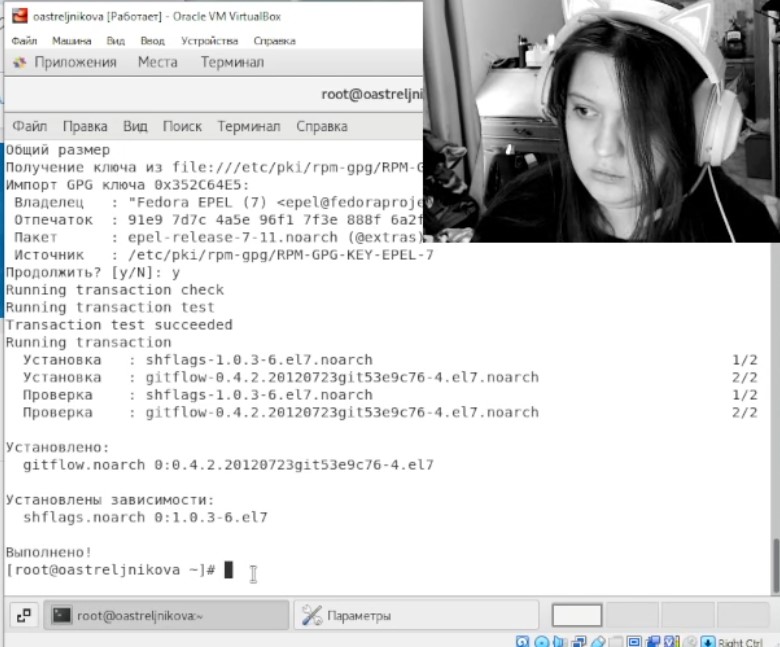 oastreljnikova [Работает] - Oracle VM VirtualBox
Файл Машина Вид Ввод Устройства Справка
Приложения Места Терминал
root@oastreljni
Файл Правка Вид Поиск Терминал Справка
Общий размер
Получение ключа из file:///etc/pki/rpm-gpg/RPM-G
Импорт GPG ключа 0x352C64E5:
Владелец : "Fedora EPEL (7) <epel@fedoraproje
Отпечаток : 91e9 7d7c 4a5e 96f1 7f3e 888f 6a2f
Пакет : epel-release-7-11.noarch (@extras)
Источник : /etc/pki/rpm-gpg/RPM-GPG-KEY-EPEL-7
Продолжить? [y/N]: y
Running transaction check
Running transaction test
Transaction test succeeded
Running transaction
Установка : shflags-1.0.3-6.el7.noarch 1/2
Установка : gitflow-0.4.2.20120723git53e9c76-4.el7.noarch 2/2
Проверка : shflags-1.0.3-6.el7.noarch 1/2
Проверка : gitflow-0.4.2.20120723git53e9c76-4.el7.noarch 2/2
Установлено:
gitflow.noarch 0:0.4.2.20120723git53e9c76-4.el7
Установлены зависимости:
shflags.noarch 0:1.0.3-6.el7
Выполнено!
[root@oastreljnikova ~]#
root@oastreljnikova:~ Параметры
Right Ctrl